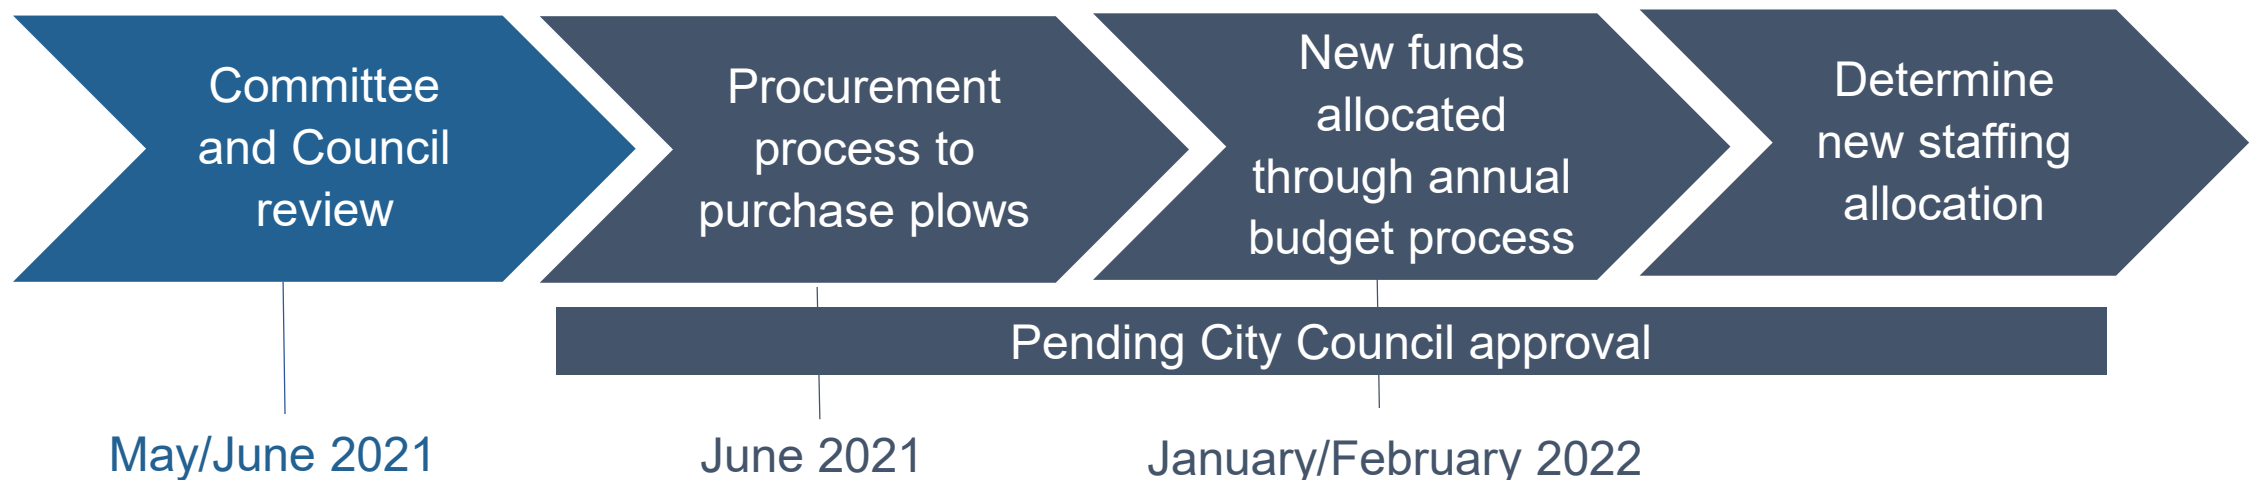 Committee
and Council
review
Procurement
process to
purchase plows
New funds
allocated
through annual
budget process
Determine
new staffing
allocation
Pending City Council approval
May/June 2021
June 2021
January/February 2022